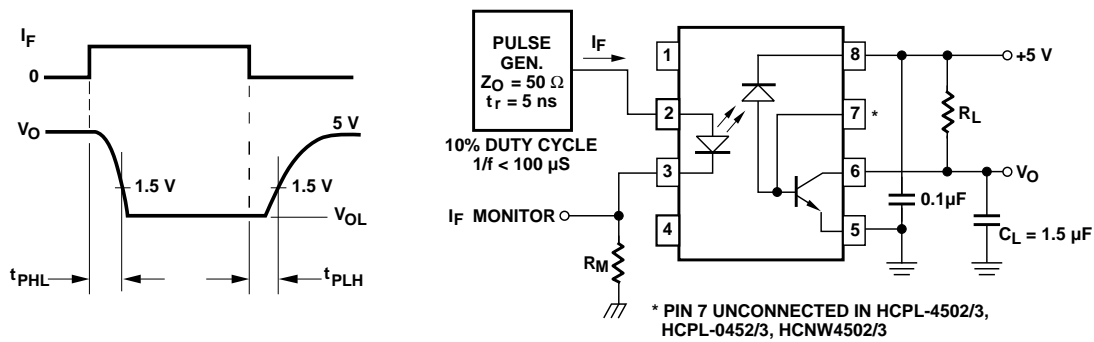 I_F
0
V_O
5 V
1.5 V
1.5 V
V_OL
t_PHL
t_PLH
PULSE
GEN.
Z_O = 50 Ω
t_r = 5 ns
10% DUTY CYCLE
1/f < 100 µS
I_F
I_F MONITOR
R_M
1
2
3
4
8
7
*
6
5
+5 V
R_L
V_O
0.1µF
C_L = 1.5 µF
* PIN 7 UNCONNECTED IN HCPL-4502/3,
HCPL-0452/3, HCNW4502/3